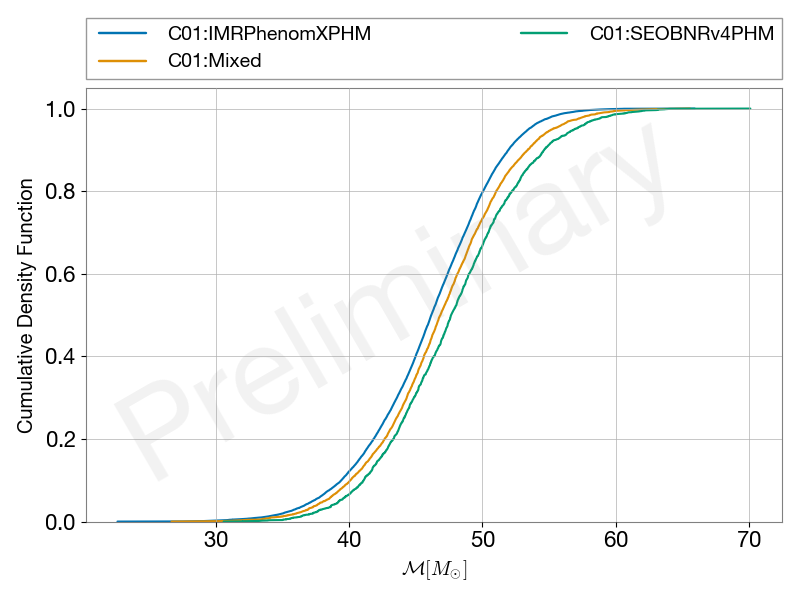 C01:IMRPhenomXPHM
C01:Mixed
C01:SEOBNRv4PHM
1.0
0.8
0.6
0.4
0.2
0.0
Cumulative Density Function
Preliminary
30 40 50 60 70
ℳ[M⊙]